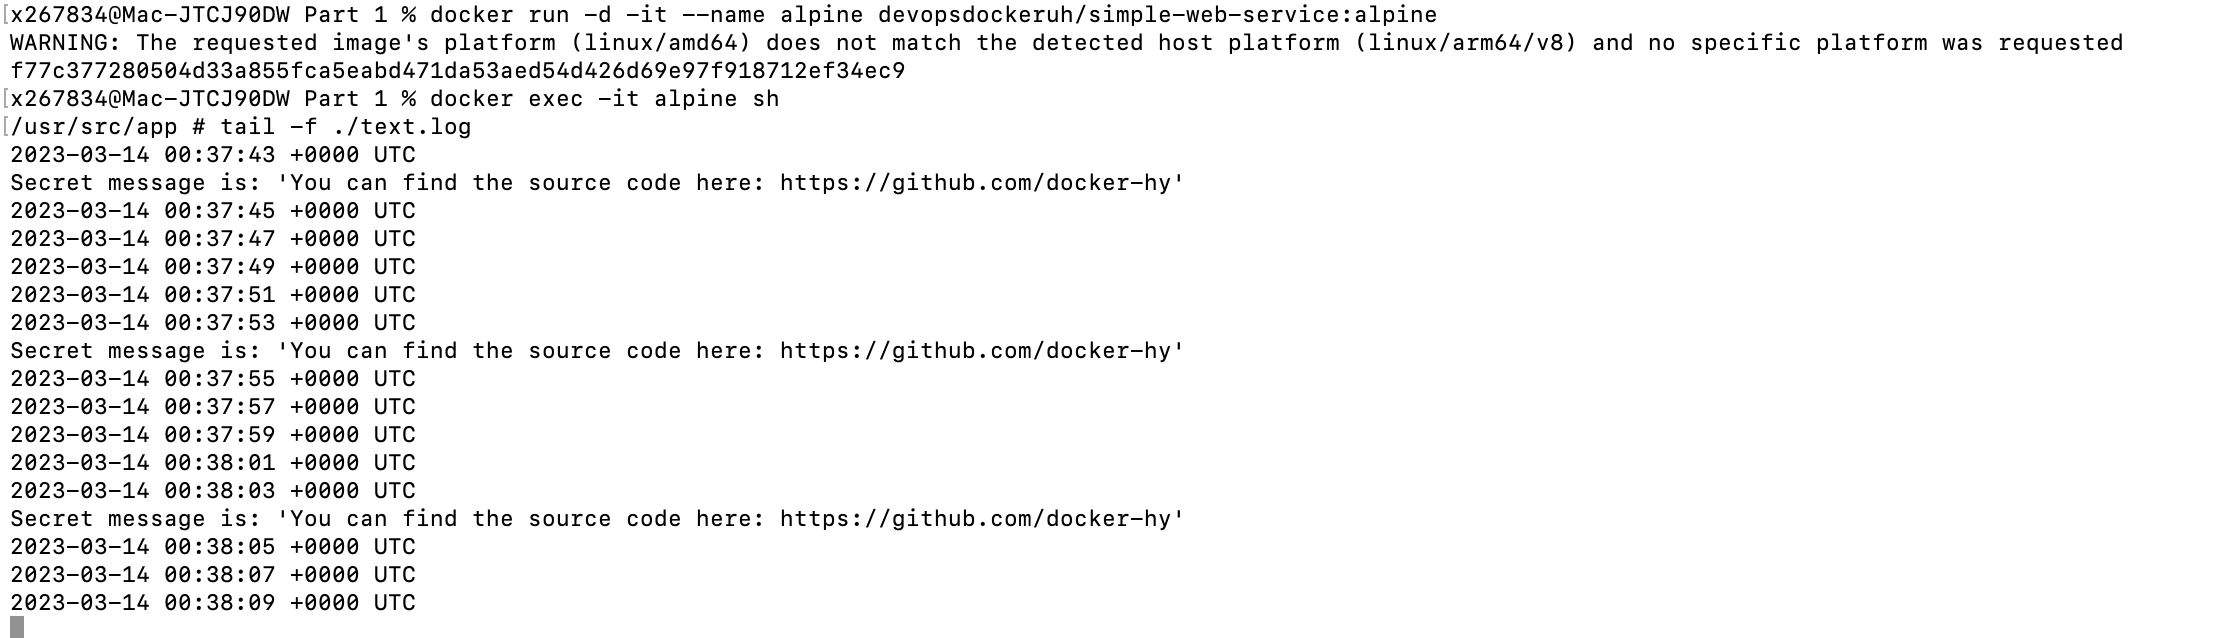 [x267834@Mac-JTCJ90DW Part 1 % docker run -d -it --name alpine devopsdockeruh/simple-web-service:alpine
WARNING: The requested image's platform (linux/amd64) does not match the detected host platform (linux/arm64/v8) and no specific platform was requested
f77c377280504d33a855fca5eabd471da53aed54d426d69e97f918712ef34ec9
[x267834@Mac-JTCJ90DW Part 1 % docker exec -it alpine sh
[/usr/src/app # tail -f ./text.log
2023-03-14 00:37:43 +0000 UTC
Secret message is: 'You can find the source code here: https://github.com/docker-hy'
2023-03-14 00:37:45 +0000 UTC
2023-03-14 00:37:47 +0000 UTC
2023-03-14 00:37:49 +0000 UTC
2023-03-14 00:37:51 +0000 UTC
2023-03-14 00:37:53 +0000 UTC
Secret message is: 'You can find the source code here: https://github.com/docker-hy'
2023-03-14 00:37:55 +0000 UTC
2023-03-14 00:37:57 +0000 UTC
2023-03-14 00:37:59 +0000 UTC
2023-03-14 00:38:01 +0000 UTC
2023-03-14 00:38:03 +0000 UTC
Secret message is: 'You can find the source code here: https://github.com/docker-hy'
2023-03-14 00:38:05 +0000 UTC
2023-03-14 00:38:07 +0000 UTC
2023-03-14 00:38:09 +0000 UTC